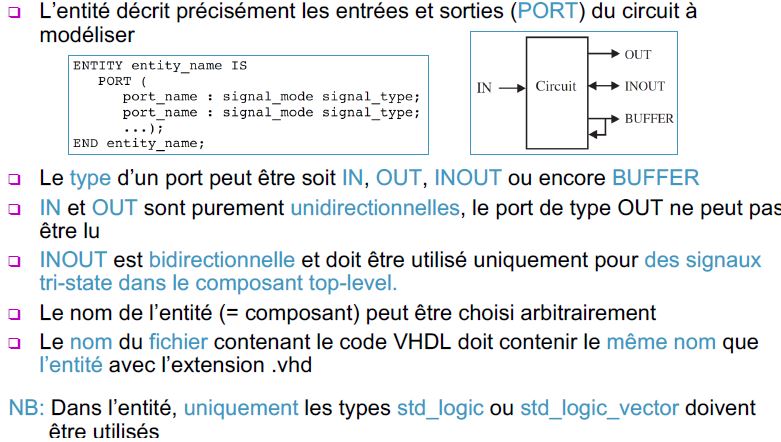 L'entité décrit précisément les entrées et sorties (PORT) du circuit à
modéliser
ENTITY entity_name IS
PORT (
port_name : signal_mode signal_type;
port_name : signal_mode signal_type;
...);
END entity_name;
IN
Circuit
OUT
INOUT
BUFFER
Le type d'un port peut être soit IN, OUT, INOUT ou encore BUFFER
IN et OUT sont purement unidirectionnelles, le port de type OUT ne peut pas
être lu
INOUT est bidirectionnelle et doit être utilisé uniquement pour des signaux
tri-state dans le composant top-level.
Le nom de l'entité (= composant) peut être choisi arbitrairement
Le nom du fichier contenant le code VHDL doit contenir le même nom que
l'entité avec l'extension .vhd
NB: Dans l'entité, uniquement les types std_logic ou std_logic_vector doivent
être utilisés